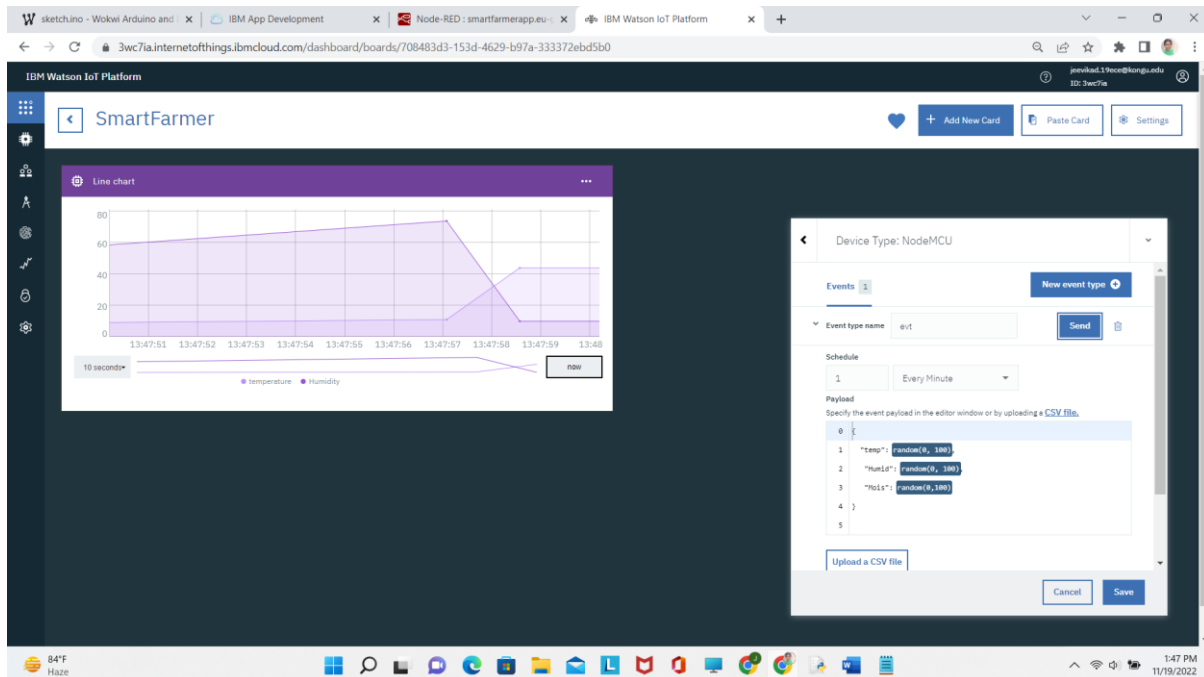 sketch.ino - Wokwi Arduino and
IBM App Development
Node-RED : smartfarmerapp.eu-g
IBM Watson IoT Platform
3wc7ia.internetofthings.ibmcloud.com/dashboard/boards/708483d3-153d-4629-b97a-333372ebd5b0
IBM Watson IoT Platform
jeevikad.19ece@kongu.edu
ID: 3wc7ia
SmartFarmer
Add New Card
Paste Card
Settings
Line chart
80
60
40
20
0
13:47:51 13:47:52 13:47:53 13:47:54 13:47:55 13:47:56 13:47:57 13:47:58 13:47:59 13:48
10 seconds
now
temperature Humidity
Device Type: NodeMCU
Events 1
New event type
Event type name evt
Send
Schedule
1 Every Minute
Payload
Specify the event payload in the editor window or by uploading a CSV file.
0 {
1 "temp": random(0, 100),
2 "Humid": random(0, 100),
3 "Mois": random(0,100)
4 }
5
Upload a CSV file
Cancel Save
84°F
Haze
1:47 PM
11/19/2022